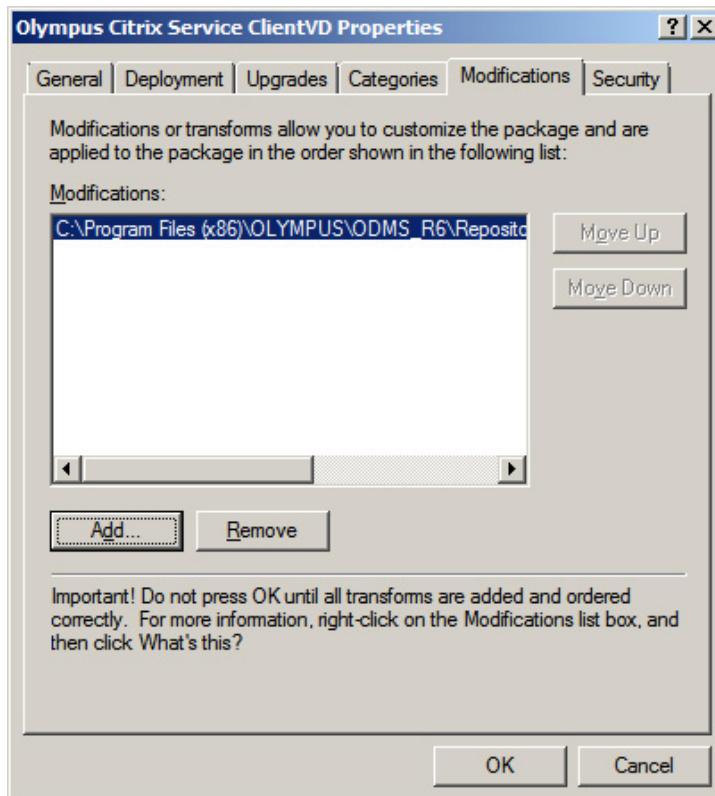 Olympus Citrix Service ClientVD Properties
General Deployment Upgrades Categories Modifications Security
Modifications or transforms allow you to customize the package and are
applied to the package in the order shown in the following list:
Modifications:
C:\Program Files (x86)\OLYMPUS\ODMS_R6\Reposito
Move Up
Move Down
Add...
Remove
Important! Do not press OK until all transforms are added and ordered
correctly. For more information, right-click on the Modifications list box, and
then click What's this?
OK
Cancel